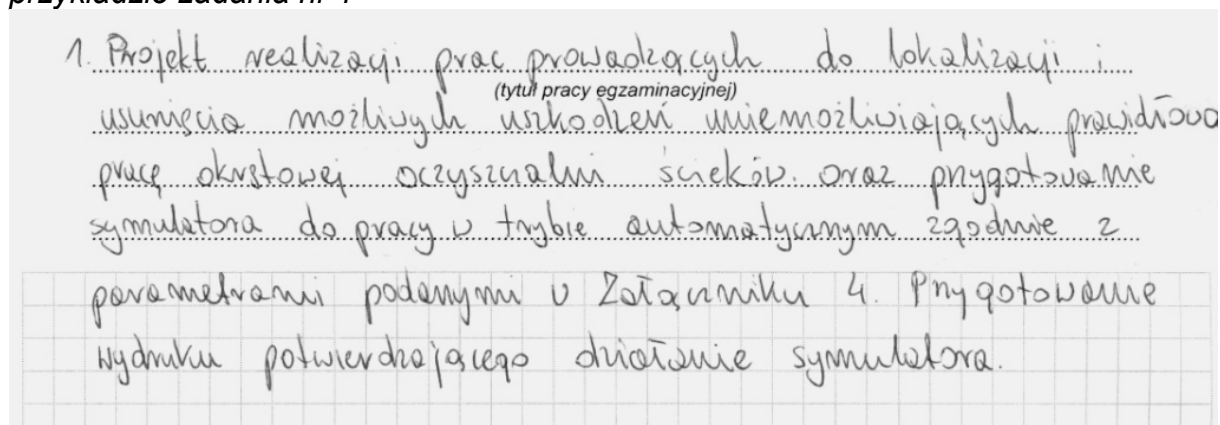 przykładzie zadania nr 1
1. Projekt realizacji prac prowadzących do lokalizacji i
(tytuł pracy egzaminacyjnej)
usunięcia możliwych uszkodzeń uniemożliwiających prawidłową
pracę okrętowej oczyszczalni ścieków. oraz przygotowanie
symulatora do pracy w trybie automatycznym zgodnie z
parametrami podanymi w Załączniku 4. Przygotowanie
wydruku potwierdzającego działanie symulatora.